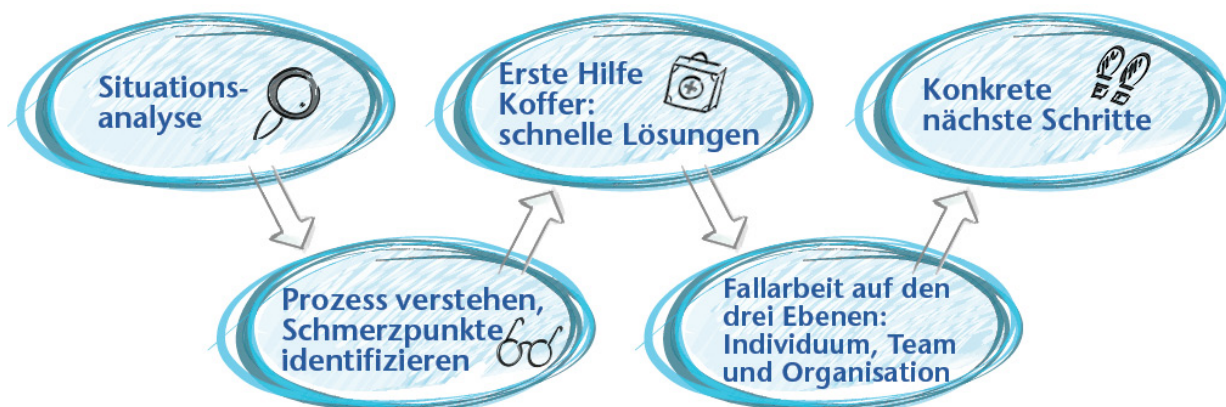 Situations-
analyse
Prozess verstehen,
Schmerzpunkte
identifizieren
Erste Hilfe
Koffer:
schnelle Lösungen
Fallarbeit auf den
drei Ebenen:
Individuum, Team
und Organisation
Konkrete
nächste Schritte